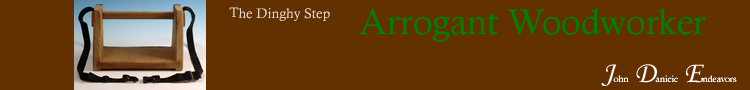 The Dinghy Step
Arrogant Woodworker
John Danicic Endeavors